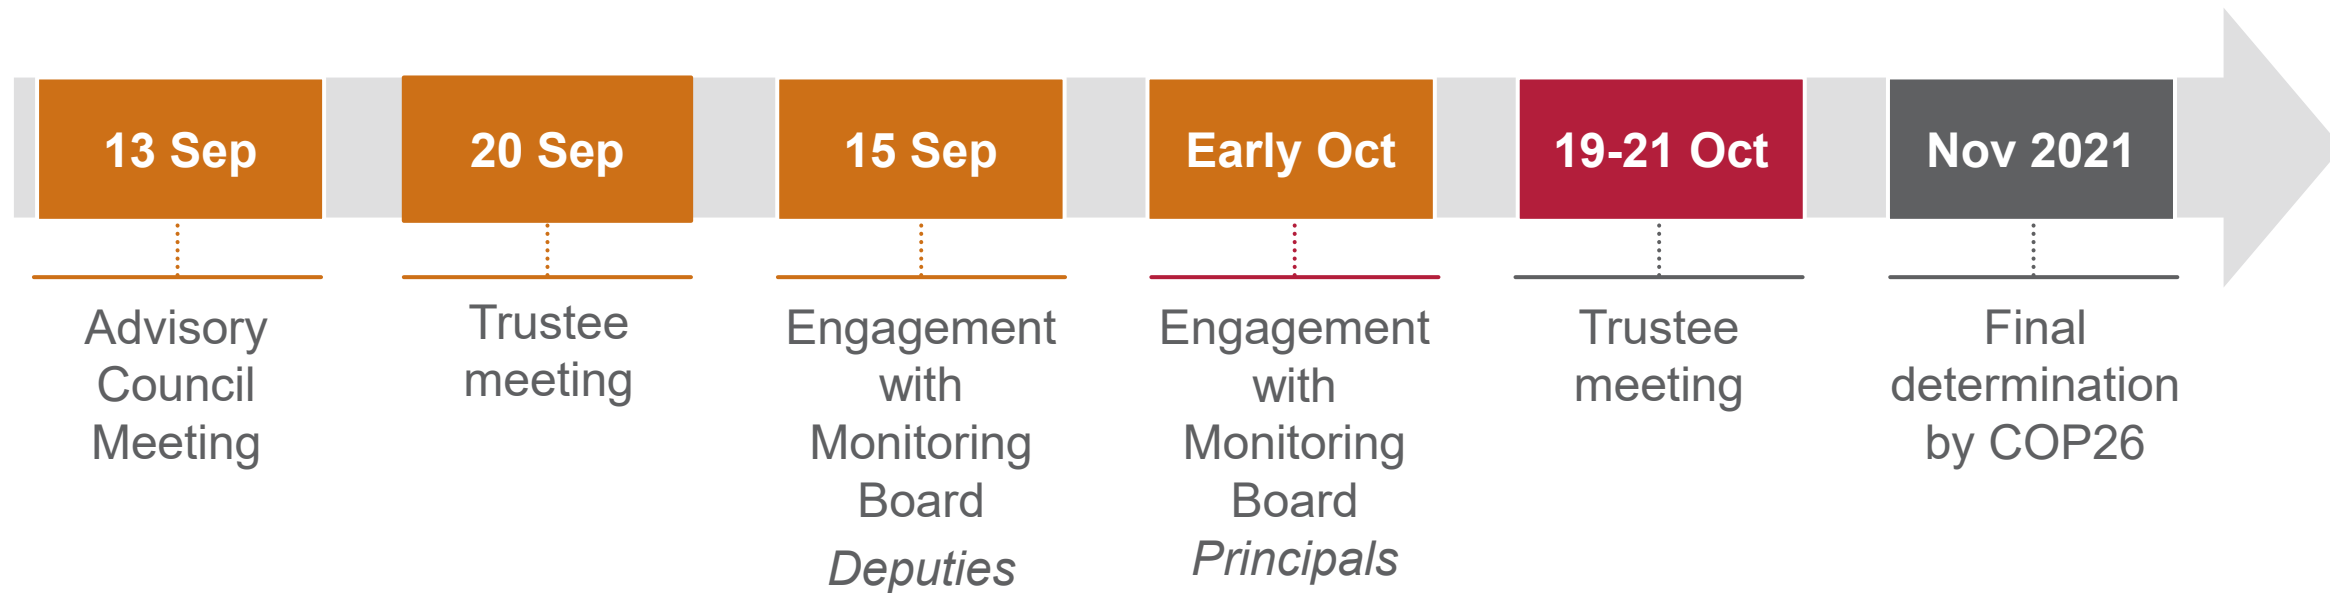 13 Sep
20 Sep
15 Sep
Early Oct
19-21 Oct
Nov 2021
Advisory
Council
Meeting
Trustee
meeting
Engagement
with
Monitoring
Board
Deputies
Engagement
with
Monitoring
Board
Principals
Trustee
meeting
Final
determination
by COP26